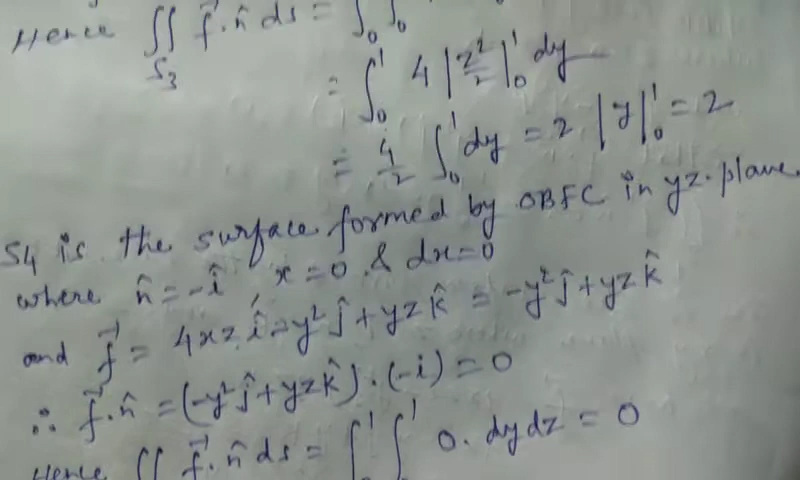 Hence ∬_{S3} f⃗·n̂ ds = ∫₀ ∫₀
= ∫₀¹ 4 |z²/2|₀¹ dy
= 4/2 ∫₀¹ dy = 2 |y|₀¹ = 2
S4 is the surface formed by OBFC in yz-plane.
where n̂ = -î, x=0 & dx=0
and f⃗ = 4xz î - y² ĵ + yz k̂ = -y² ĵ + yz k̂
∴ f⃗·n̂ = (-y² ĵ + yz k̂)·(-i) = 0
Hence ∬ f⃗·n̂ ds = ∫₀¹ ∫₀¹ 0. dydz = 0